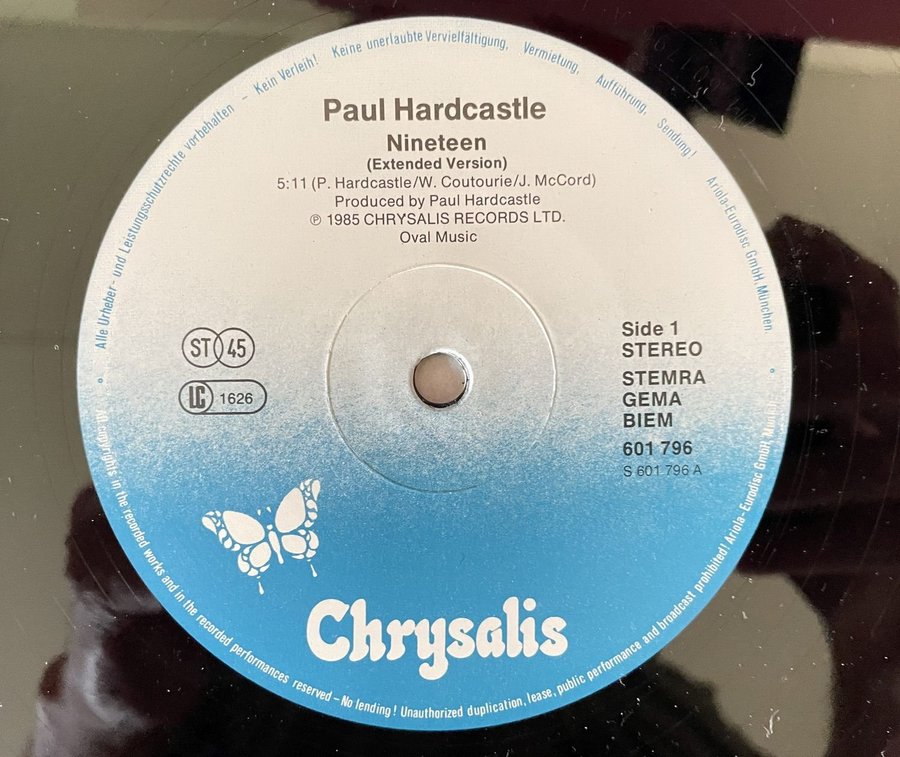 Alle Urheber- und Leistungsschutzrechte vorbehalten – Kein Verleih! Keine unerlaubte Vervielfältigung, Vermietung, Aufführung, Sendung!
Ariola-Eurodisc GmbH, München.
Paul Hardcastle
Nineteen
(Extended Version)
5:11 (P. Hardcastle/W. Coutourie/J. McCord)
Produced by Paul Hardcastle
℗ 1985 CHRYSALIS RECORDS LTD.
Oval Music
ST 45
LC 1626
Side 1
STEREO
STEMRA
GEMA
BIEM
601 796
S 601 796 A
Chrysalis
All copyrights in the recorded works and in the recorded performances reserved – No lending! Unauthorized duplication, lease, public performance and broadcast prohibited! Ariola-Eurodisc GmbH, Munich.